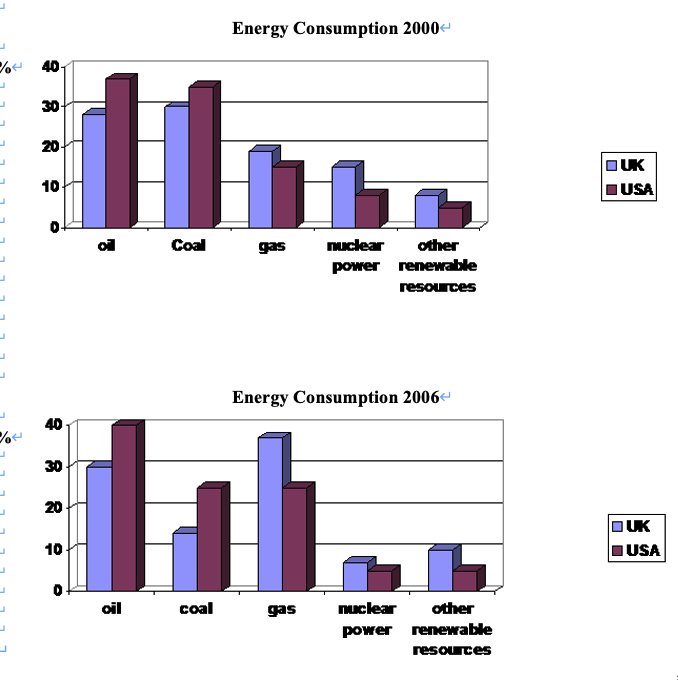 Energy Consumption 2000
%
40
30
20
10
0
oil Coal gas nuclear power other renewable resources
UK
USA
Energy Consumption 2006
%
40
30
20
10
0
oil coal gas nuclear power other renewable resources
UK
USA